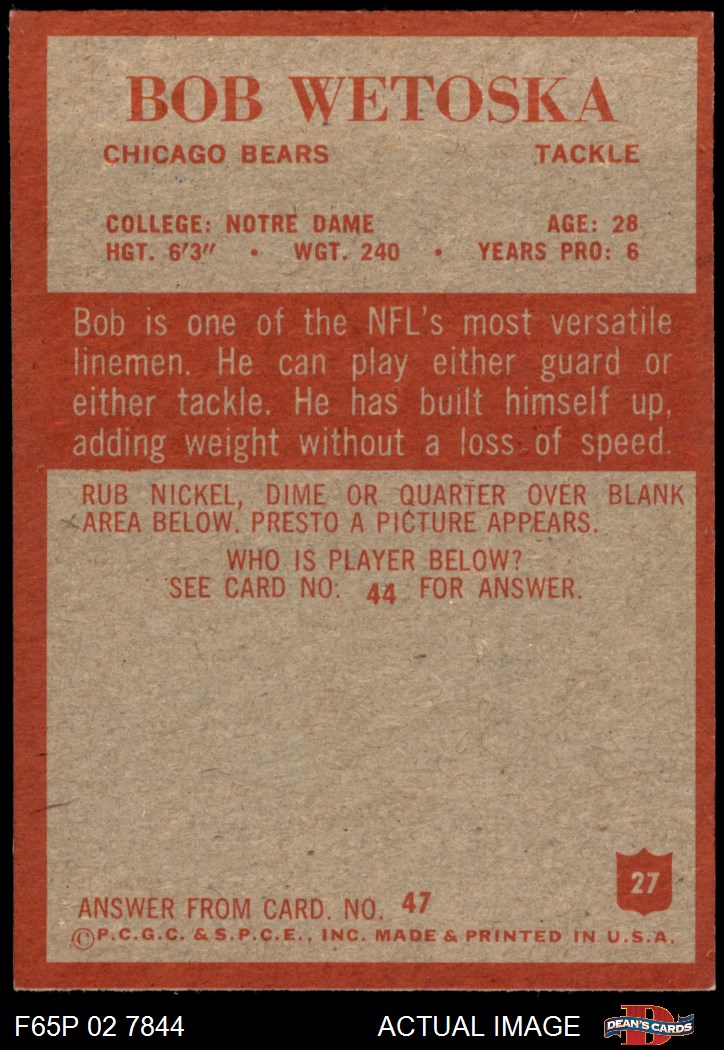 BOB WETOSKA
CHICAGO BEARS TACKLE
COLLEGE: NOTRE DAME AGE: 28
HGT. 6'3" • WGT. 240 • YEARS PRO: 6
Bob is one of the NFL's most versatile
linemen. He can play either guard or
either tackle. He has built himself up,
adding weight without a loss of speed.
RUB NICKEL, DIME OR QUARTER OVER BLANK
AREA BELOW. PRESTO A PICTURE APPEARS.
WHO IS PLAYER BELOW?
SEE CARD NO. 44 FOR ANSWER.
27
ANSWER FROM CARD. NO. 47
©P.C.G.C. & S.P.C.E., INC. MADE & PRINTED IN U.S.A.
F65P 02 7844 ACTUAL IMAGE D DEAN'S CARDS